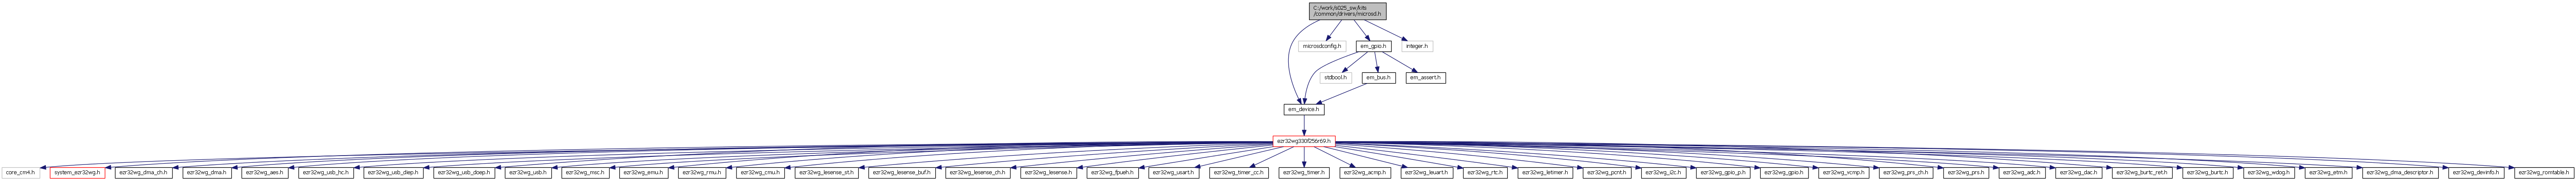 C:/work/s025_sw/kits
/common/drivers/microsd.h
microsdconfig.h
em_gpio.h
integer.h
stdbool.h
em_bus.h
em_assert.h
em_device.h
ezr32wg330f256r69.h
core_cm4.h
system_ezr32wg.h
ezr32wg_dma_ch.h
ezr32wg_dma.h
ezr32wg_aes.h
ezr32wg_usb_hc.h
ezr32wg_usb_diep.h
ezr32wg_usb_doep.h
ezr32wg_usb.h
ezr32wg_msc.h
ezr32wg_emu.h
ezr32wg_rmu.h
ezr32wg_cmu.h
ezr32wg_lesense_st.h
ezr32wg_lesense_buf.h
ezr32wg_lesense_ch.h
ezr32wg_lesense.h
ezr32wg_fpueh.h
ezr32wg_usart.h
ezr32wg_timer_cc.h
ezr32wg_timer.h
ezr32wg_acmp.h
ezr32wg_leuart.h
ezr32wg_rtc.h
ezr32wg_letimer.h
ezr32wg_pcnt.h
ezr32wg_i2c.h
ezr32wg_gpio_p.h
ezr32wg_gpio.h
ezr32wg_vcmp.h
ezr32wg_prs_ch.h
ezr32wg_prs.h
ezr32wg_adc.h
ezr32wg_dac.h
ezr32wg_burtc_ret.h
ezr32wg_burtc.h
ezr32wg_wdog.h
ezr32wg_etm.h
ezr32wg_dma_descriptor.h
ezr32wg_devinfo.h
ezr32wg_romtable.h